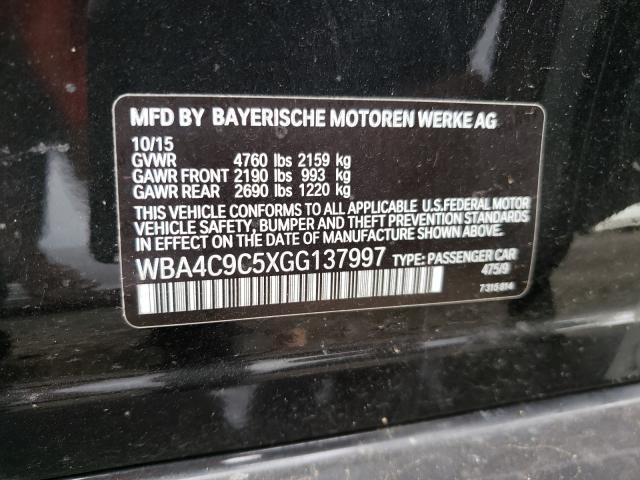 MFD BY BAYERISCHE MOTOREN WERKE AG
10/15
GVWR 4760 lbs 2159 kg
GAWR FRONT 2190 lbs 993 kg
GAWR REAR 2690 lbs 1220 kg
THIS VEHICLE CONFORMS TO ALL APPLICABLE U.S.FEDERAL MOTOR
VEHICLE SAFETY, BUMPER, AND THEFT PREVENTION STANDARDS
IN EFFECT ON THE DATE OF MANUFACTURE SHOWN ABOVE.
WBA4C9C5XGG137997 TYPE: PASSENGER CAR
475/9
7315814